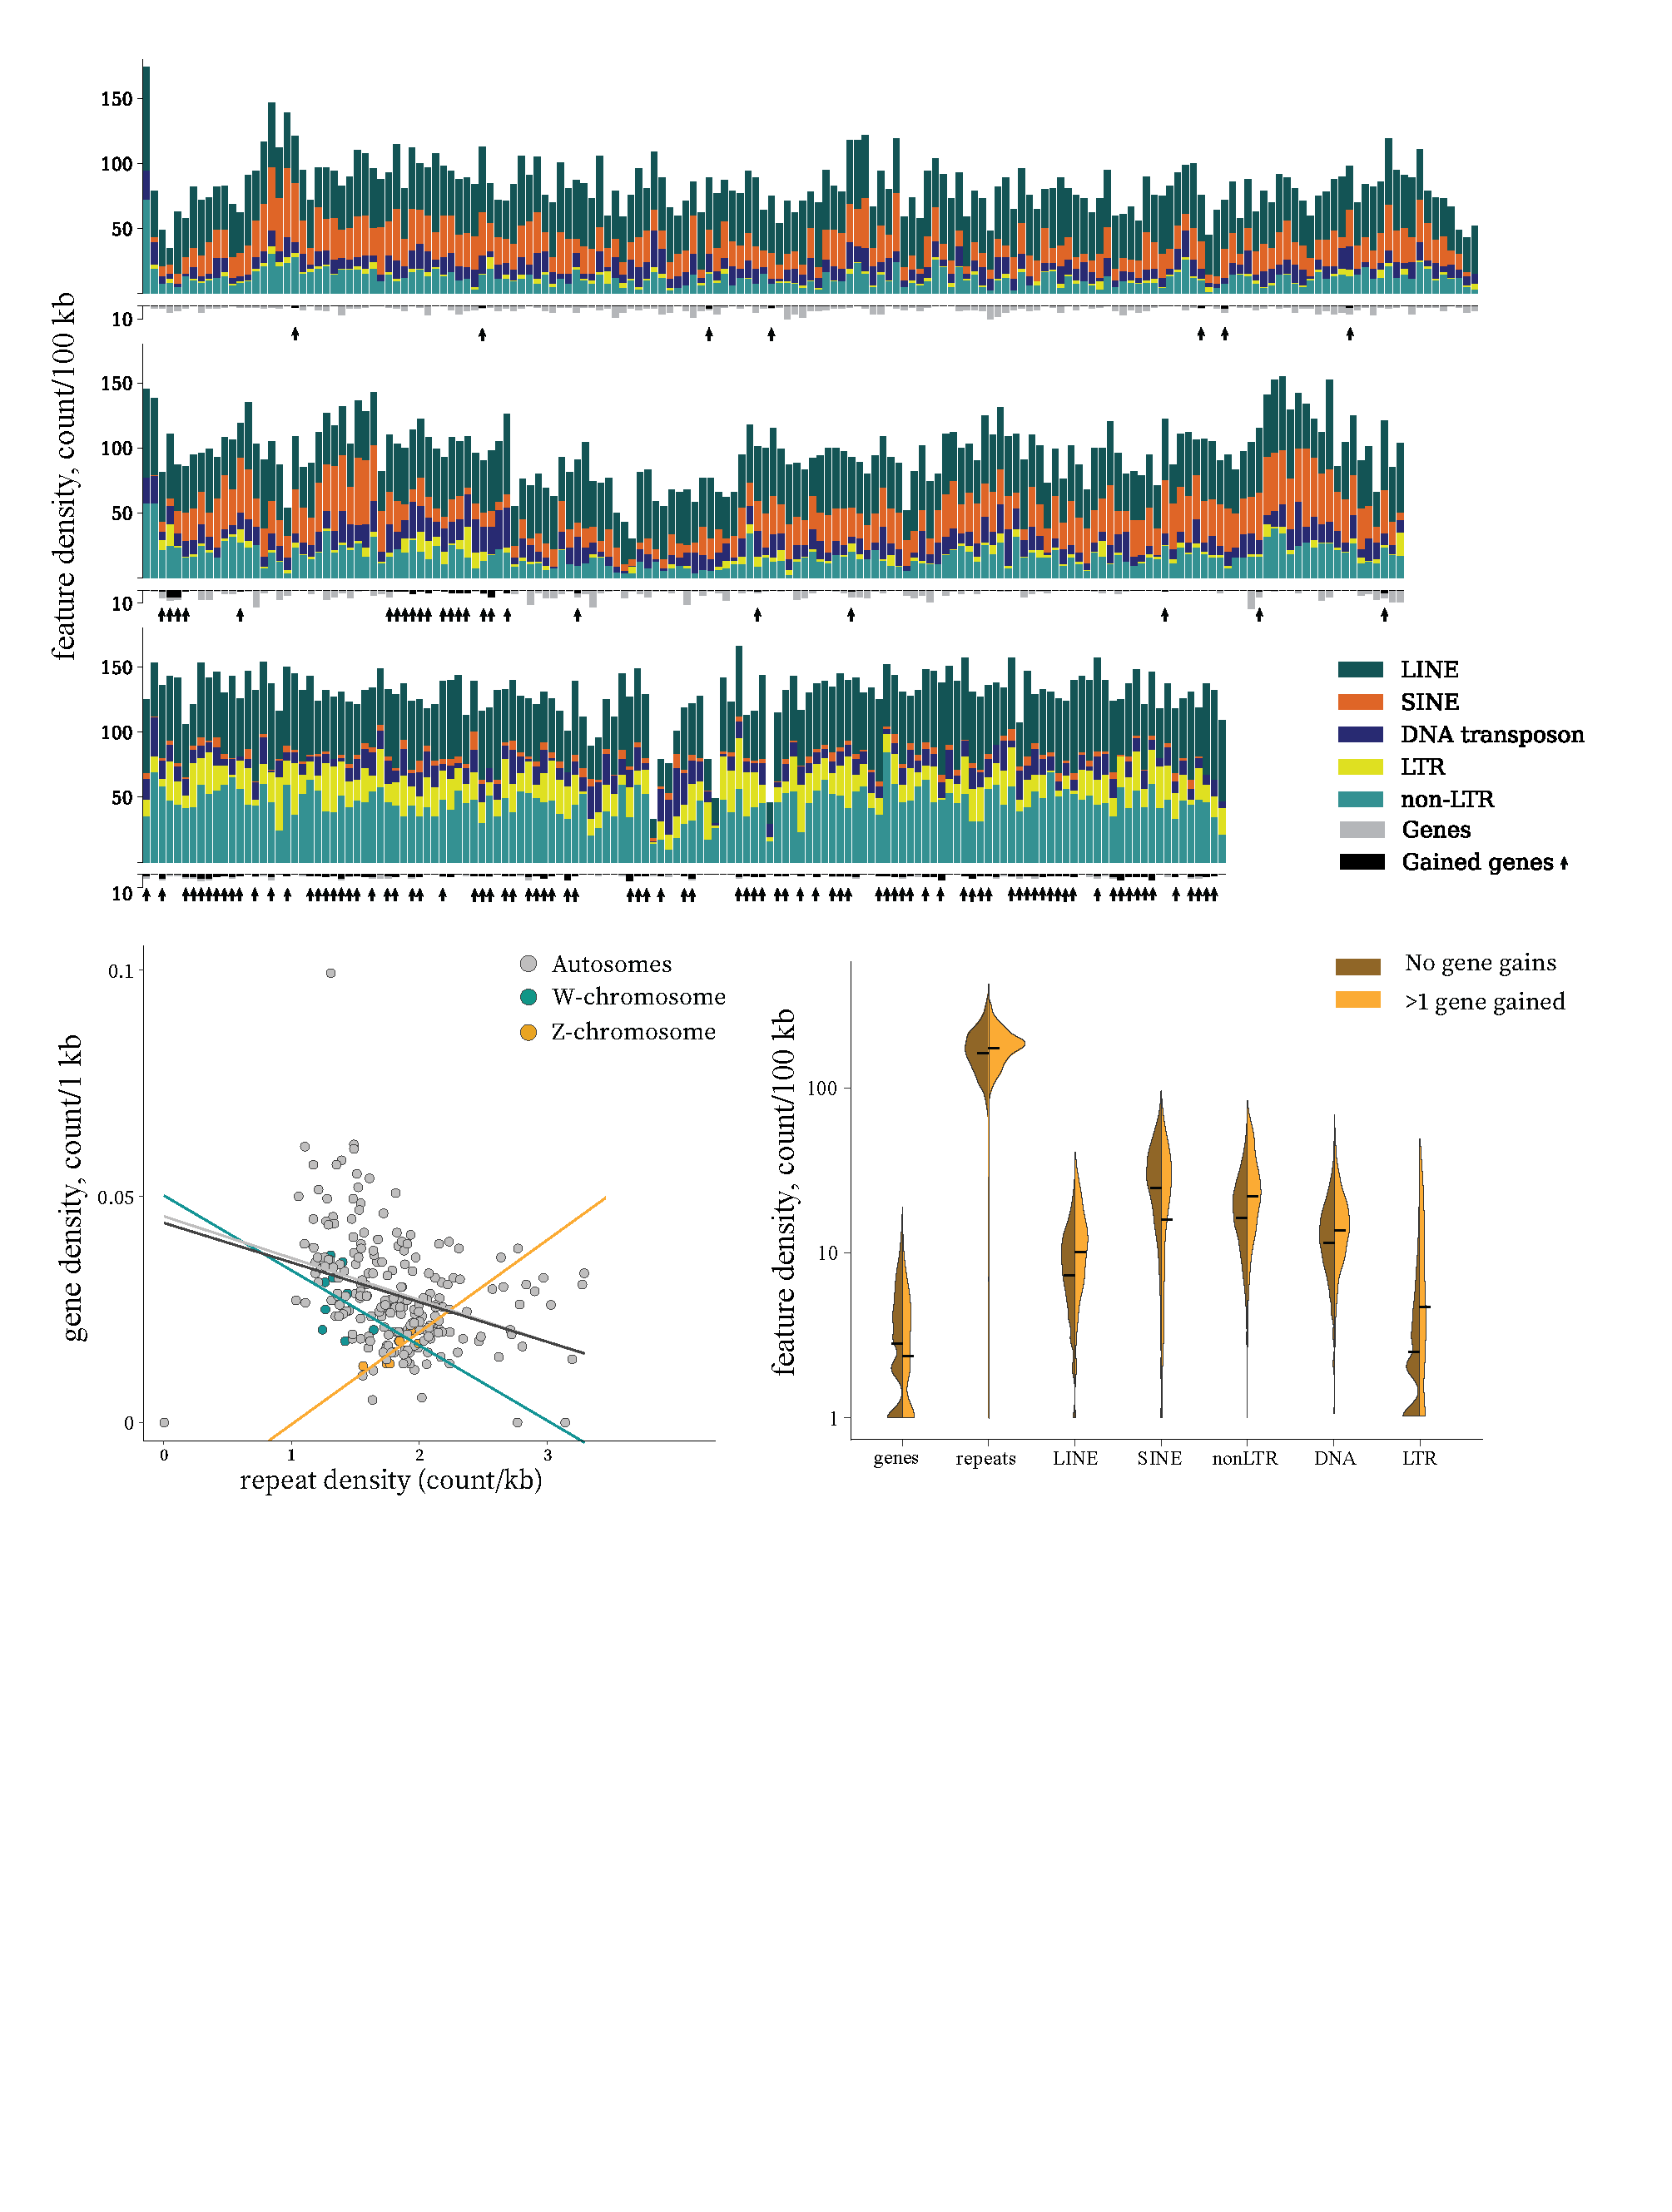 feature density, count/100 kb
150
100
50
10
150
100
50
10
150
100
50
10
LINE
SINE
DNA transposon
LTR
non-LTR
Genes
Gained genes
gene density, count/1 kb
0.1
0.05
0
0 1 2 3
repeat density (count/kb)
Autosomes
W-chromosome
Z-chromosome
feature density, count/100 kb
100
10
1
genes repeats LINE SINE nonLTR DNA LTR
No gene gains
>1 gene gained